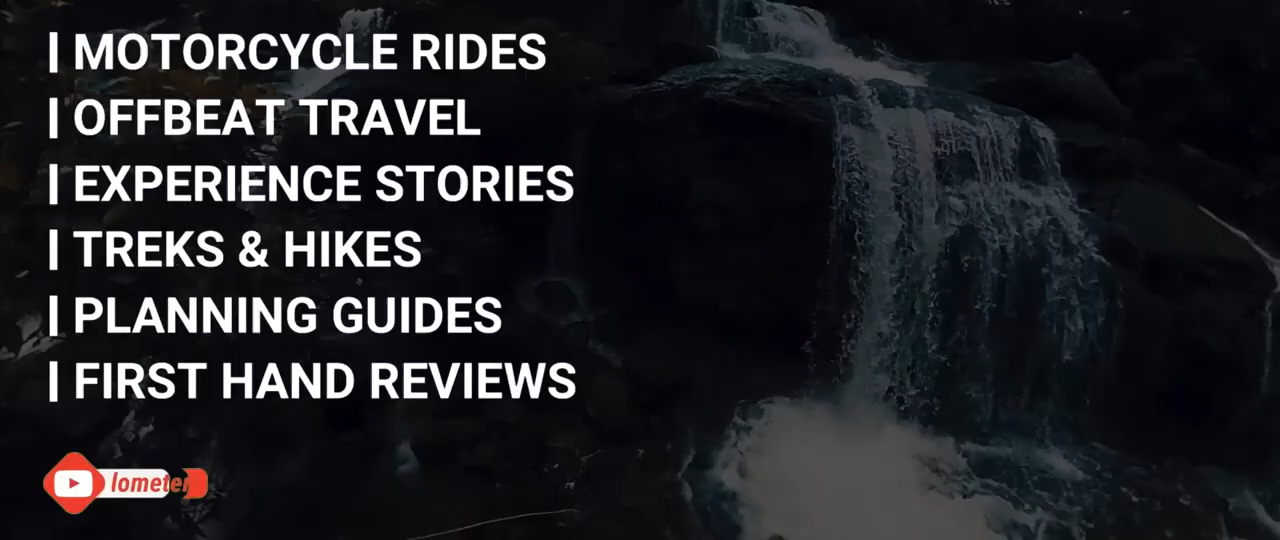 | MOTORCYCLE RIDES
| OFFBEAT TRAVEL
| EXPERIENCE STORIES
| TREKS & HIKES
| PLANNING GUIDES
| FIRST HAND REVIEWS
lometer